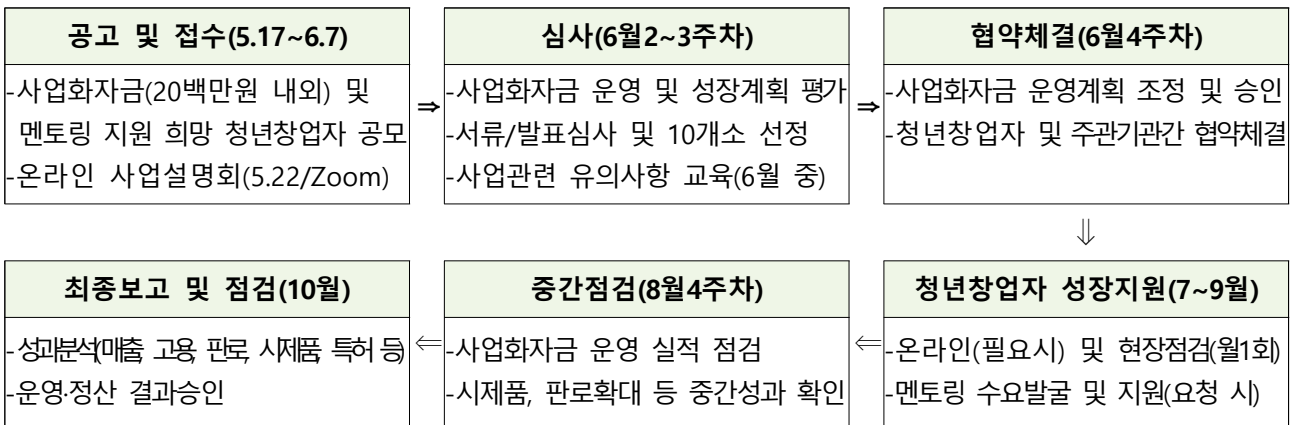 공고 및 접수(5.17~6.7)
-사업화자금(20백만원 내외) 및
멘토링 지원 희망 청년창업자 공모
-온라인 사업설명회(5.22/Zoom)
⇒
심사(6월2~3주차)
-사업화자금 운영 및 성장계획 평가
-서류/발표심사 및 10개소 선정
-사업관련 유의사항 교육(6월 중)
⇒
협약체결(6월4주차)
-사업화자금 운영계획 조정 및 승인
-청년창업자 및 주관기관간 협약체결
⇓
청년창업자 성장지원(7~9월)
-온라인(필요시) 및 현장점검(월1회)
-멘토링 수요발굴 및 지원(요청 시)
⇐
중간점검(8월4주차)
-사업화자금 운영 실적 점검
-시제품, 판로확대 등 중간성과 확인
⇐
최종보고 및 점검(10월)
-성과분석(매출, 고용, 판로, 시제품, 특허 등)
-운영·정산 결과승인